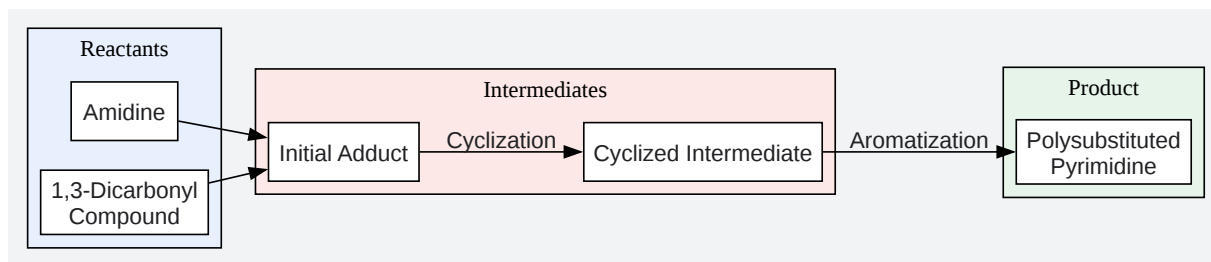 Reactants
Amidine
1,3-Dicarbonyl
Compound
Intermediates
Initial Adduct
Cyclization
Cyclized Intermediate
Aromatization
Product
Polysubstituted
Pyrimidine